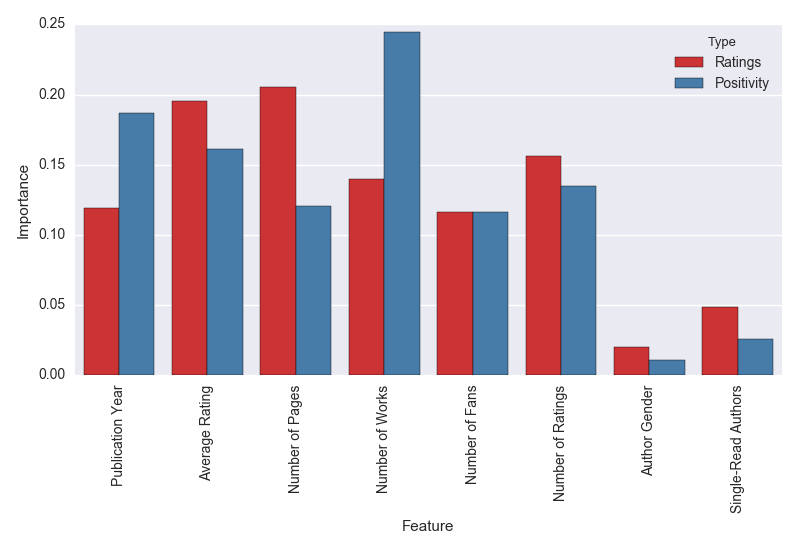 0.25
0.20
0.15
0.10
0.05
0.00
Importance
Type
Ratings
Positivity
Publication Year
Average Rating
Number of Pages
Number of Works
Number of Fans
Number of Ratings
Author Gender
Single-Read Authors
Feature